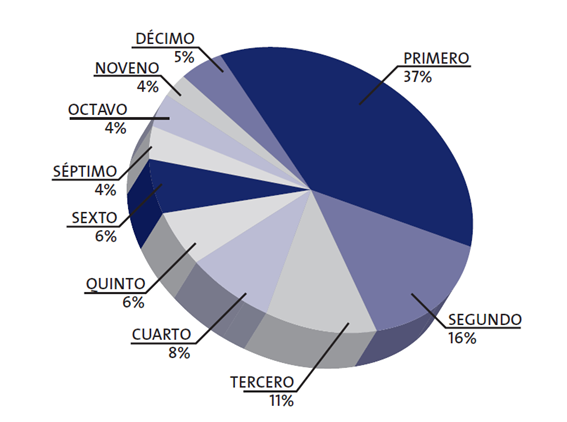 PRIMERO
37%
SEGUNDO
16%
TERCERO
11%
CUARTO
8%
QUINTO
6%
SEXTO
6%
SÉPTIMO
4%
OCTAVO
4%
NOVENO
4%
DÉCIMO
5%